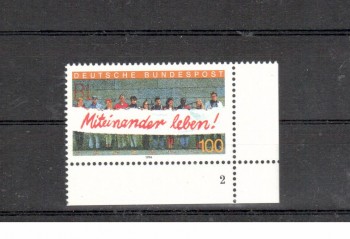 DEUTSCHE BUNDESPOST
Miteinander leben!
100
2